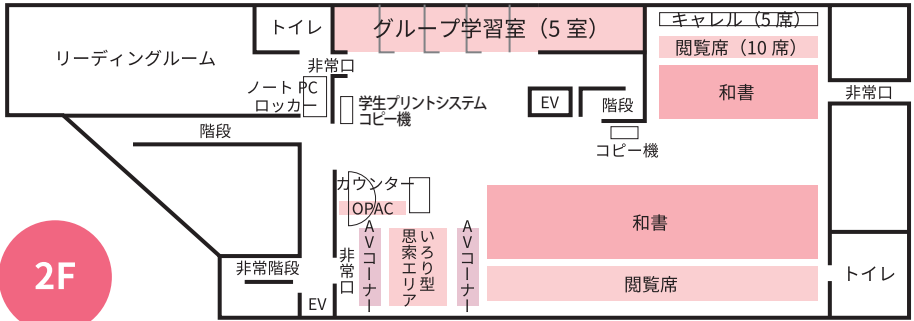 トイレ
グループ学習室（5 室）
キャレル（5 席）
閲覧席（10 席）
リーディングルーム
非常口
ノート PC
ロッカー
学生プリントシステム
コピー機
EV
階段
和書
非常口
階段
コピー機
カウンター
OPAC
和書
AVコーナー
いろり型
思索エリア
AVコーナー
非常口
非常階段
閲覧席
トイレ
2F
EV